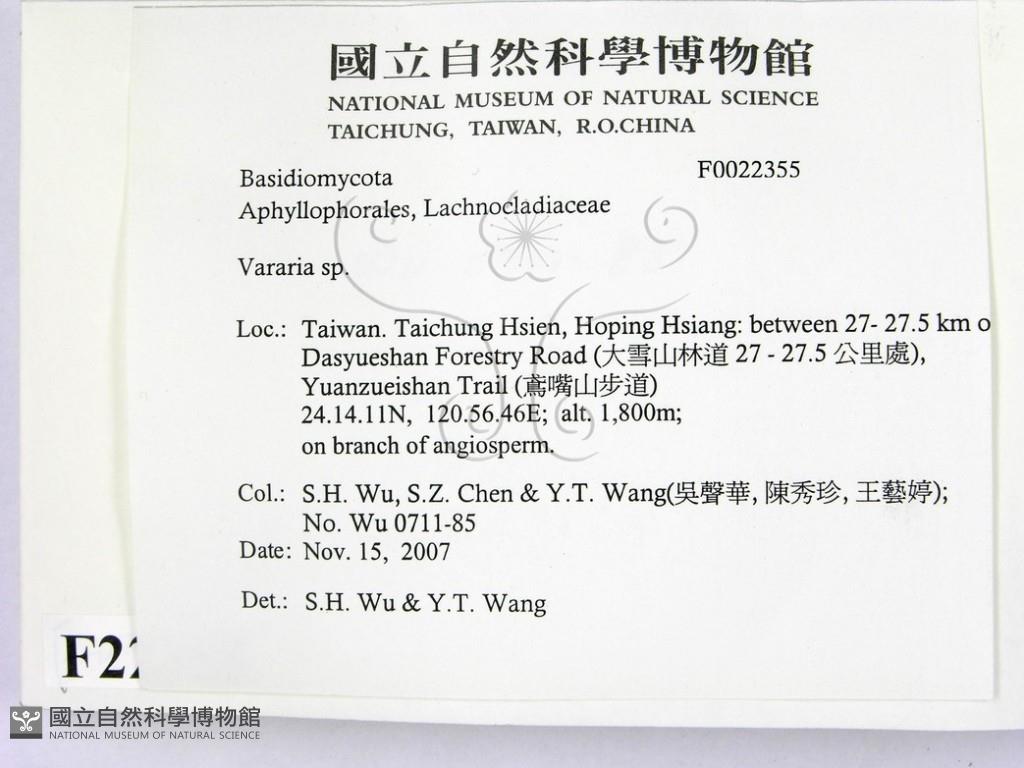 國立自然科學博物館
NATIONAL MUSEUM OF NATURAL SCIENCE
TAICHUNG, TAIWAN, R.O.CHINA
Basidiomycota F0022355
Aphyllophorales, Lachnocladiaceae
Vararia sp.
Loc.: Taiwan. Taichung Hsien, Hoping Hsiang: between 27- 27.5 km o
Dasyueshan Forestry Road (大雪山林道 27 - 27.5 公里處),
Yuanzueishan Trail (鳶嘴山步道)
24.14.11N, 120.56.46E; alt. 1,800m;
on branch of angiosperm.
Col.: S.H. Wu, S.Z. Chen & Y.T. Wang(吳聲華, 陳秀珍, 王藝婷);
No. Wu 0711-85
Date: Nov. 15, 2007
Det.: S.H. Wu & Y.T. Wang
F22
國立自然科學博物館
NATIONAL MUSEUM OF NATURAL SCIENCE